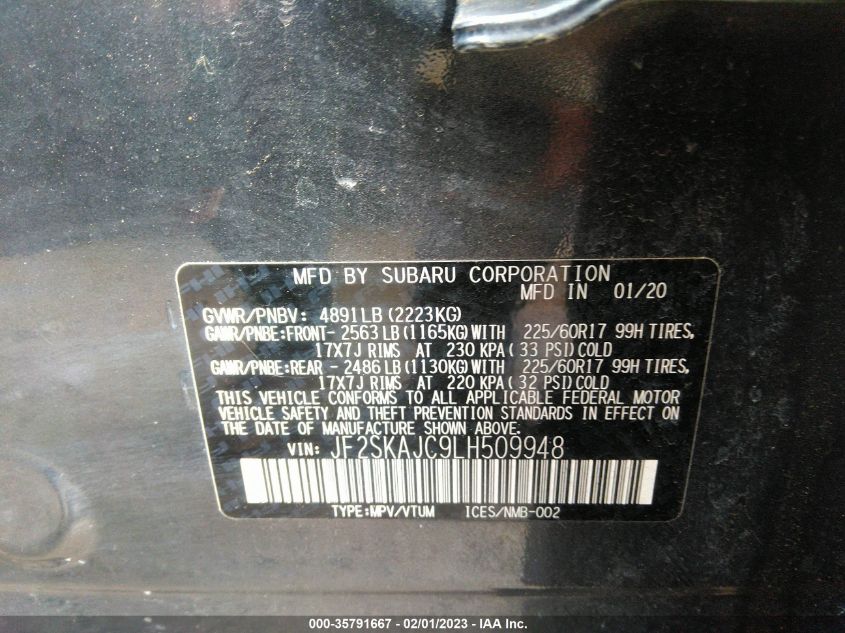 MFD BY SUBARU CORPORATION
MFD IN 01/20
GVWR/PNBV: 4891LB (2223KG)
GAWR/PNBE:FRONT- 2563 LB (1165KG) WITH 225/60R17 99H TIRES,
17X7J RIMS AT 230 KPA ( 33 PSI) COLD
GAWR/PNBE:REAR - 2486 LB (1130KG) WITH 225/60R17 99H TIRES,
17X7J RIMS AT 220 KPA ( 32 PSI) COLD
THIS VEHICLE CONFORMS TO ALL APPLICABLE FEDERAL MOTOR
VEHICLE SAFETY AND THEFT PREVENTION STANDARDS IN EFFECT ON
THE DATE OF MANUFACTURE SHOWN ABOVE.
VIN: JF2SKAJC9LH509948
TYPE:MPV/VTUM ICES/NMB-002
000-35791667 - 02/01/2023 - IAA Inc.